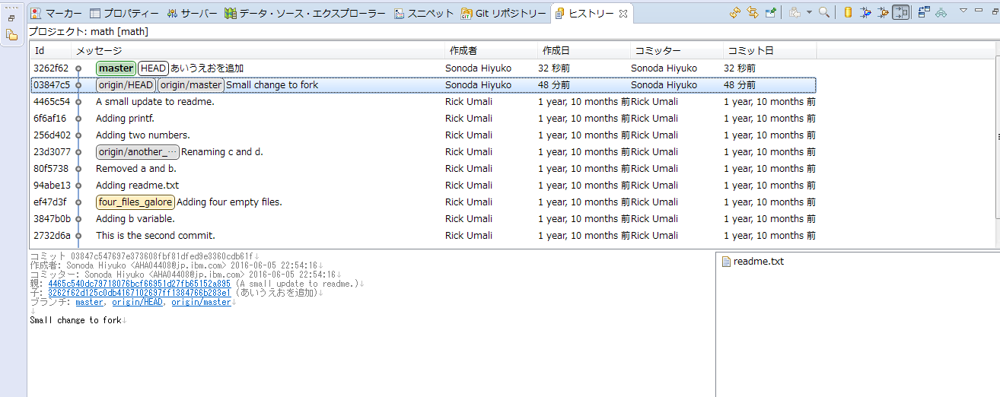 マーカー プロパティー サーバー データ・ソース・エクスプローラー スニペット Git リポジトリー ヒストリー
プロジェクト: math [math]
Id メッセージ 作成者 作成日 コミッター コミット日
3262f62 master HEAD あいうえおを追加 Sonoda Hiyuko 32 秒前 Sonoda Hiyuko 32 秒前
03847c5 origin/HEAD origin/master Small change to fork Sonoda Hiyuko 48 分前 Sonoda Hiyuko 48 分前
4465c54 A small update to readme. Rick Umali 1 year, 10 months 前 Rick Umali 1 year, 10 months 前
6f6af16 Adding printf. Rick Umali 1 year, 10 months 前 Rick Umali 1 year, 10 months 前
256d402 Adding two numbers. Rick Umali 1 year, 10 months 前 Rick Umali 1 year, 10 months 前
23d3077 origin/another_… Renaming c and d. Rick Umali 1 year, 10 months 前 Rick Umali 1 year, 10 months 前
80f5738 Removed a and b. Rick Umali 1 year, 10 months 前 Rick Umali 1 year, 10 months 前
94abe13 Adding readme.txt Rick Umali 1 year, 10 months 前 Rick Umali 1 year, 10 months 前
ef47d3f four_files_galore Adding four empty files. Rick Umali 1 year, 10 months 前 Rick Umali 1 year, 10 months 前
3847b0b Adding b variable. Rick Umali 1 year, 10 months 前 Rick Umali 1 year, 10 months 前
2732d6a This is the second commit. Rick Umali 1 year, 10 months 前 Rick Umali 1 year, 10 months 前
コミット 03847c547697e373608fbf81dfed9e3360cdb61f↓
作成者: Sonoda Hiyuko <AHA04408@jp.ibm.com> 2016-06-05 22:54:16↓
コミッター: Sonoda Hiyuko <AHA04408@jp.ibm.com> 2016-06-05 22:54:16↓
親: 4465c540dc79718076bcf66951d27fb65152a895 (A small update to readme.)↓
子: 3262f62d125c0db4167102697ff1384766b283e1 (あいうえおを追加)↓
ブランチ: master, origin/HEAD, origin/master↓
↓
Small change to fork↓
readme.txt